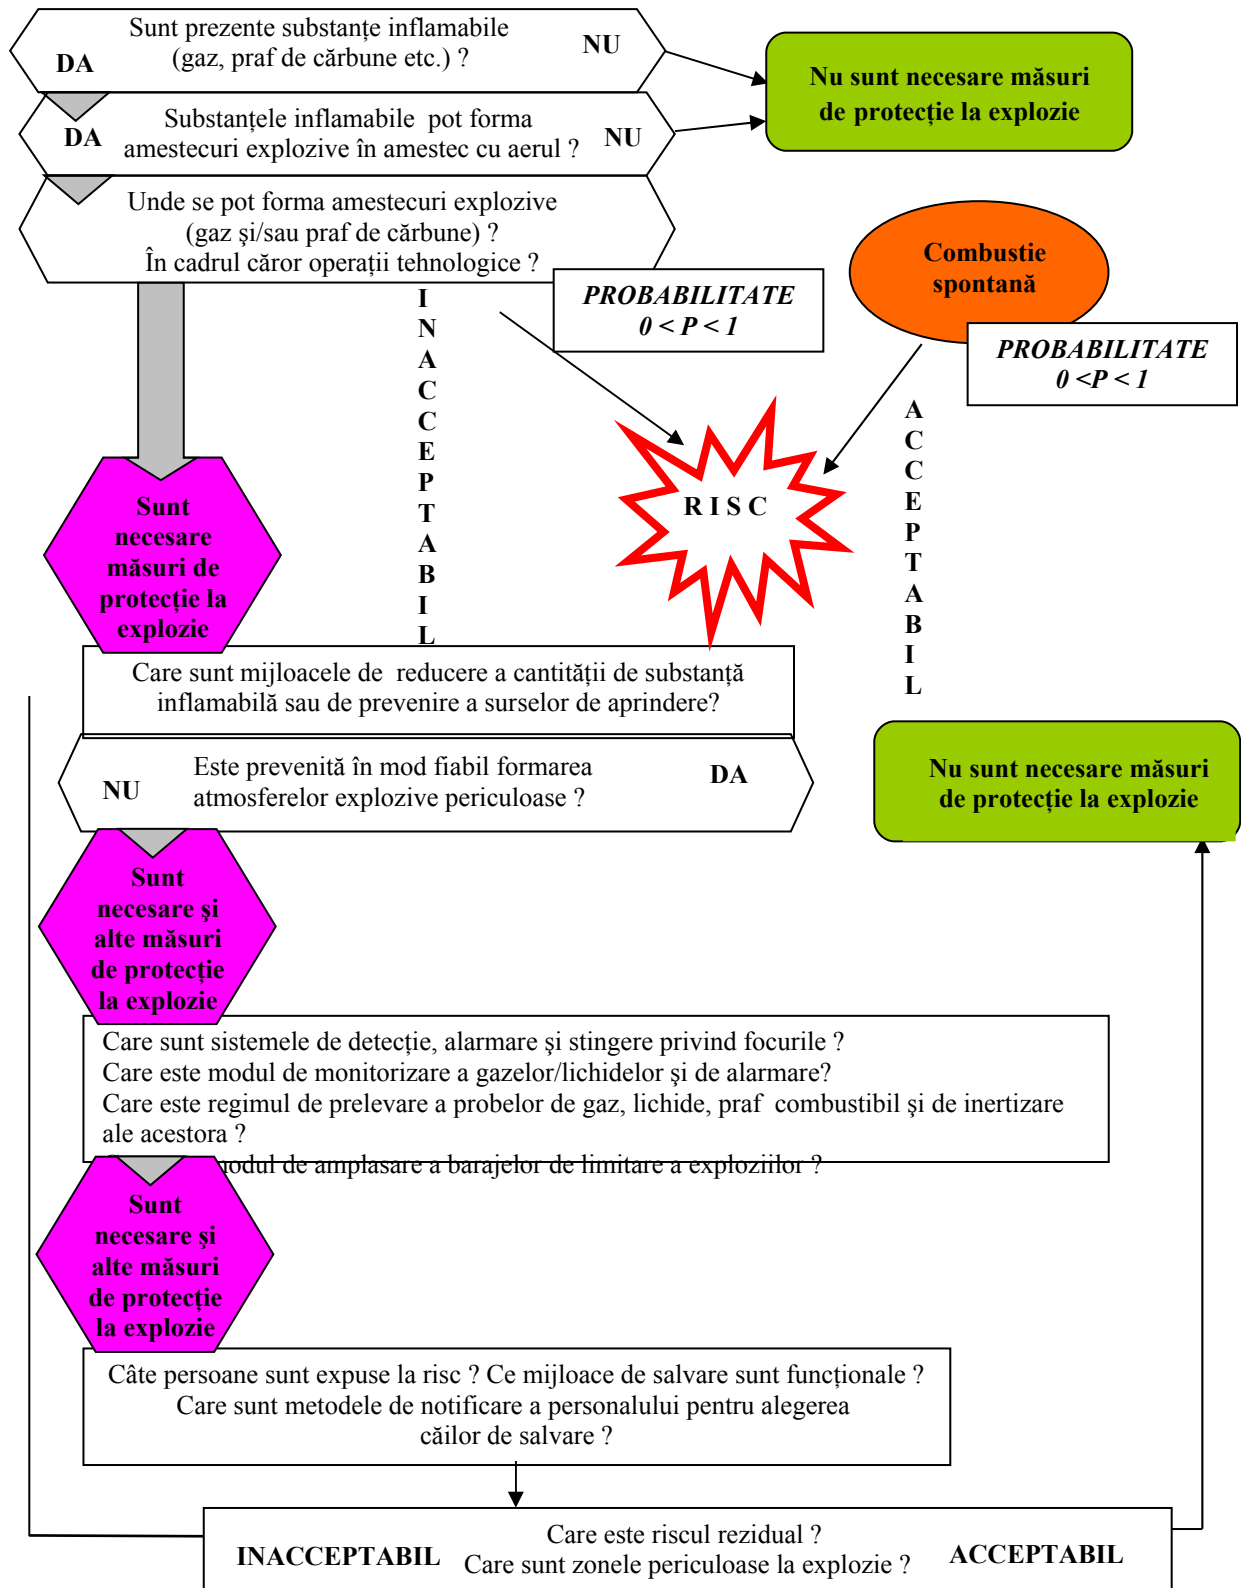 Sunt prezente substanțe inflamabile
(gaz, praf de cărbune etc.) ?
DA
NU
Nu sunt necesare măsuri
de protecție la explozie
Substanțele inflamabile pot forma
amestecuri explozive în amestec cu aerul ?
DA
NU
Unde se pot forma amestecuri explozive
(gaz şi/sau praf de cărbune) ?
În cadrul căror operații tehnologice ?
Combustie
spontană
PROBABILITATE
0 < P < 1
PROBABILITATE
0 <P < 1
I
N
A
C
C
E
P
T
A
B
I
L
A
C
C
E
P
T
A
B
I
L
R I S C
Sunt
necesare
măsuri de
protecție la
explozie
Care sunt mijloacele de reducere a cantității de substanță
inflamabilă sau de prevenire a surselor de aprindere?
Este prevenită în mod fiabil formarea
atmosferelor explozive periculoase ?
NU
DA
Nu sunt necesare măsuri
de protecție la explozie
Sunt
necesare şi
alte măsuri
de protecție
la explozie
Care sunt sistemele de detecție, alarmare şi stingere privind focurile ?
Care este modul de monitorizare a gazelor/lichidelor şi de alarmare?
Care este regimul de prelevare a probelor de gaz, lichide, praf combustibil şi de inertizare
ale acestora ?
modul de amplasare a barajelor de limitare a exploziilor ?
Sunt
necesare şi
alte măsuri
de protecție
la explozie
Câte persoane sunt expuse la risc ? Ce mijloace de salvare sunt funcționale ?
Care sunt metodele de notificare a personalului pentru alegerea
căilor de salvare ?
Care este riscul rezidual ?
Care sunt zonele periculoase la explozie ?
INACCEPTABIL
ACCEPTABIL